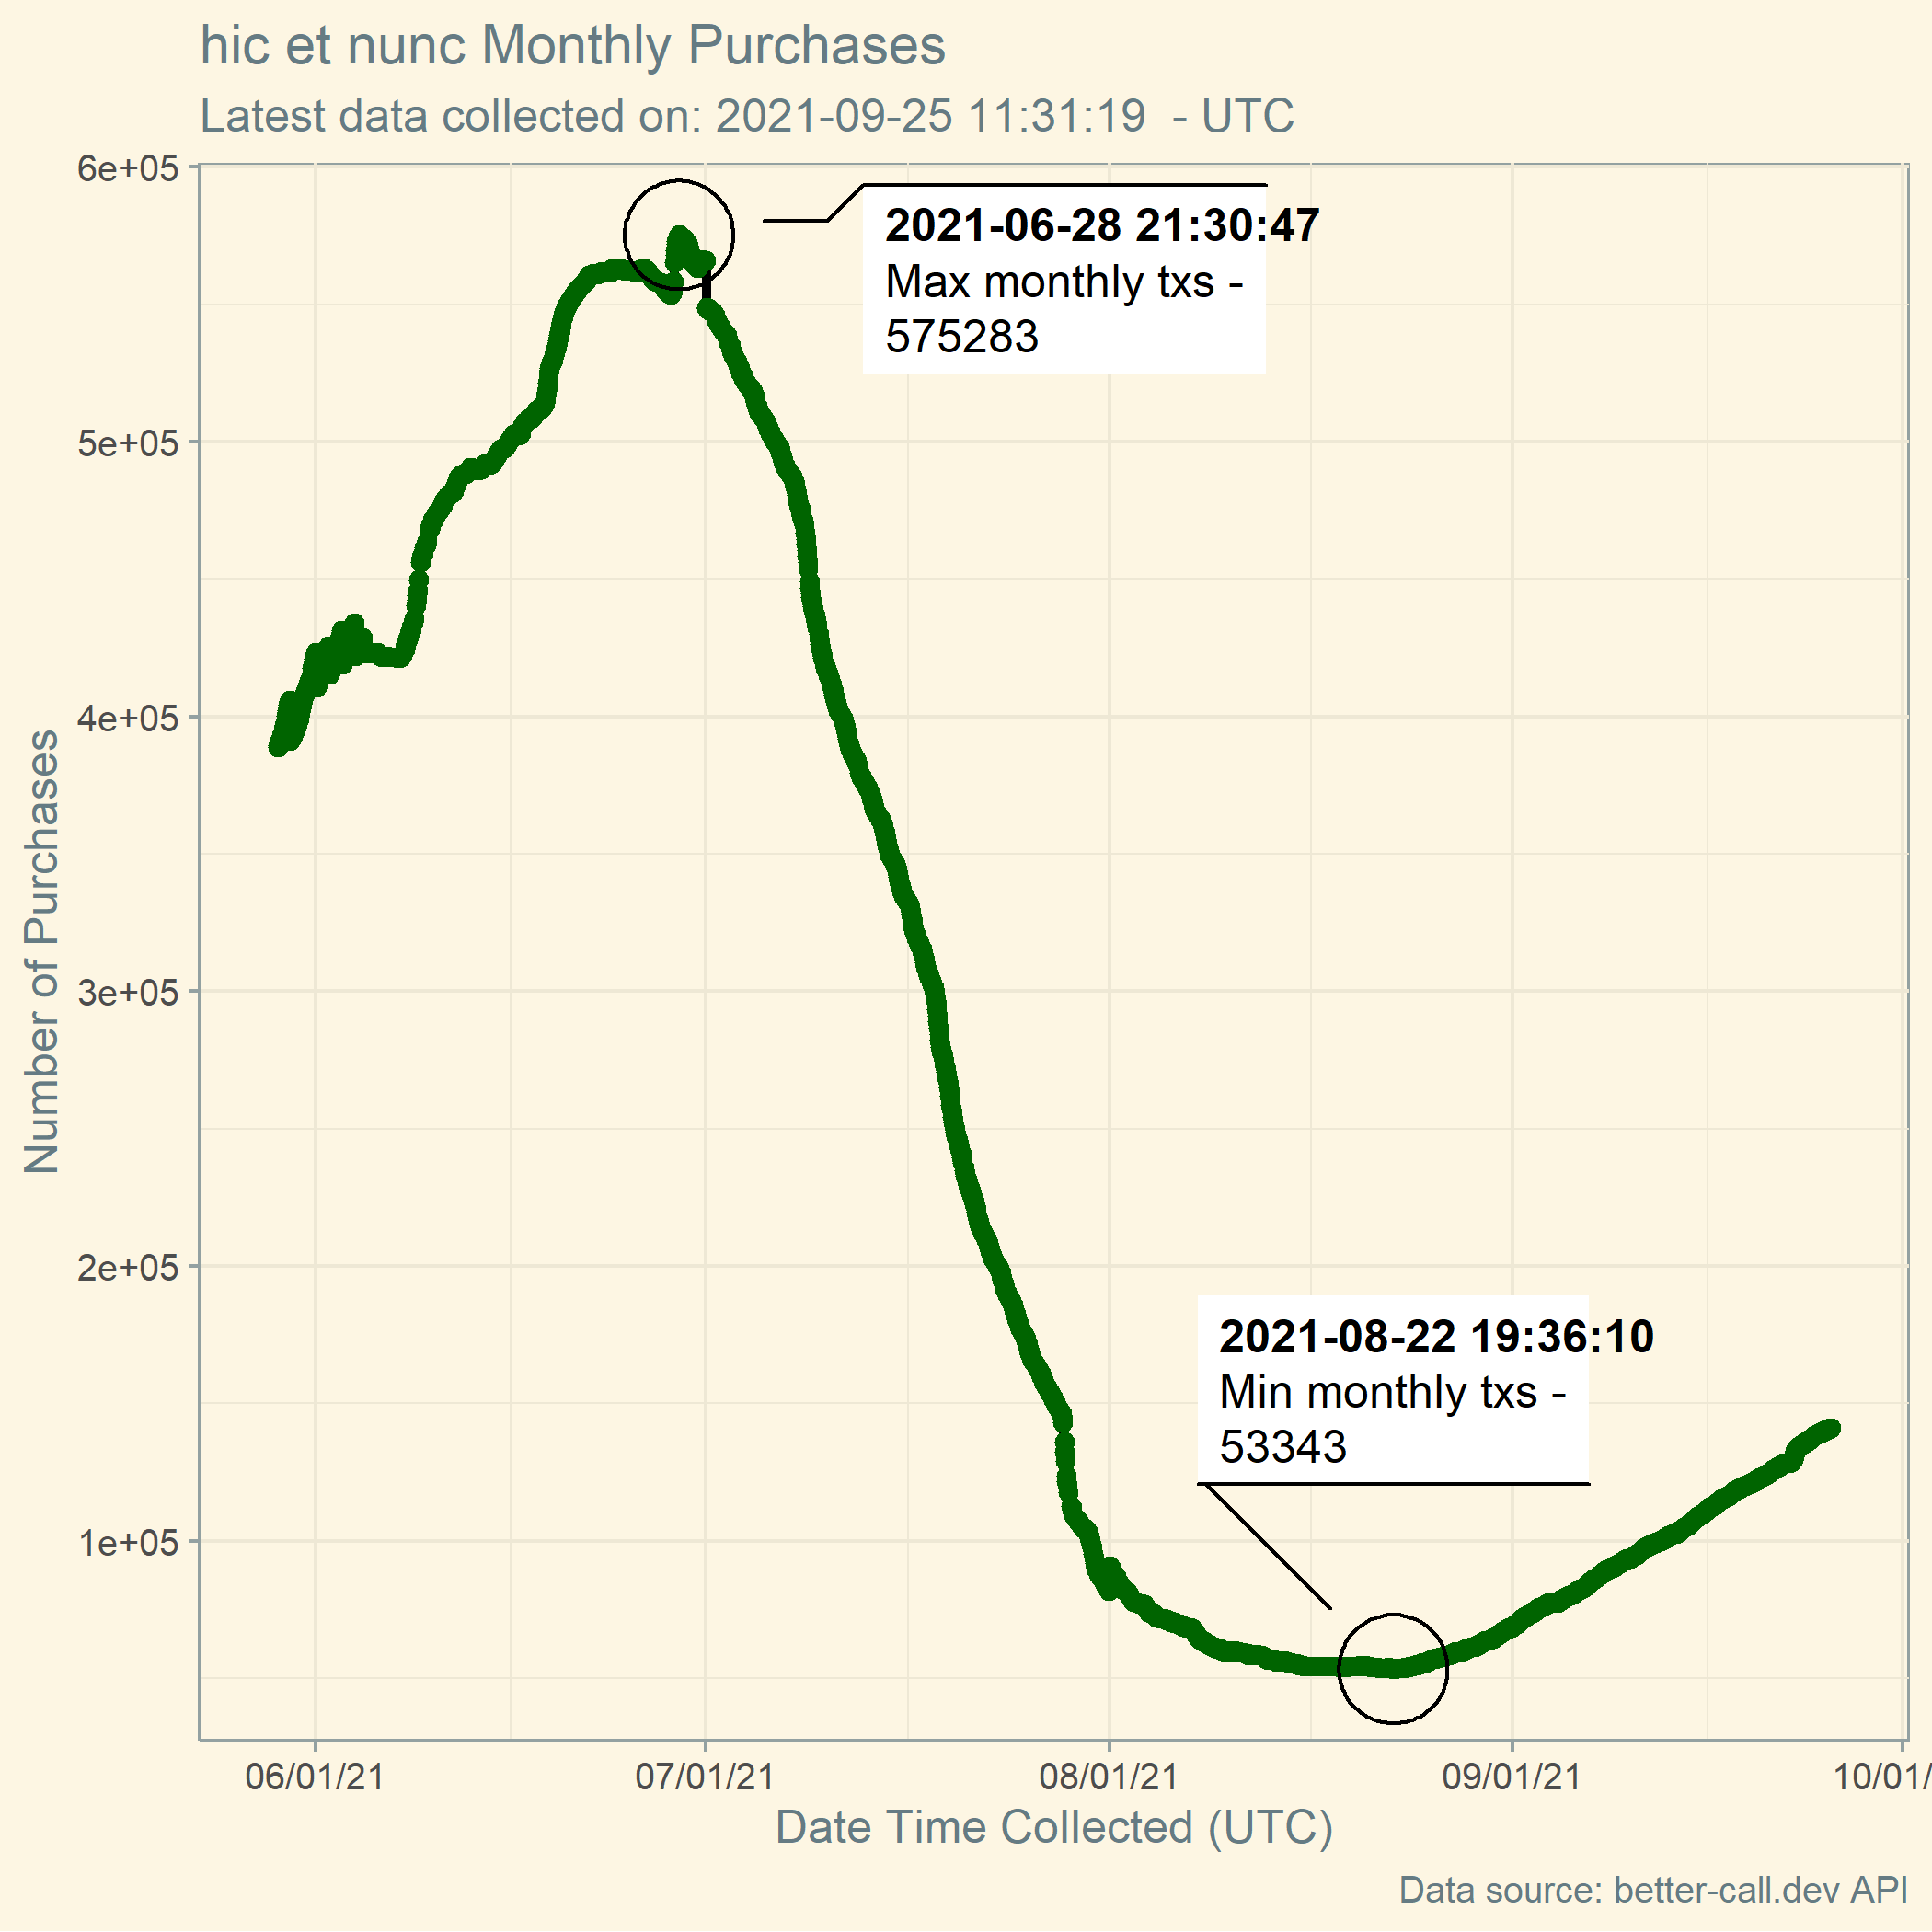 hic et nunc Monthly Purchases
Latest data collected on: 2021-09-25 11:31:19  - UTC
6e+05
5e+05
4e+05
3e+05
2e+05
1e+05
Number of Purchases
2021-06-28 21:30:47
Max monthly txs -
575283
2021-08-22 19:36:10
Min monthly txs -
53343
06/01/21
07/01/21
08/01/21
09/01/21
10/01/
Date Time Collected (UTC)
Data source: better-call.dev API